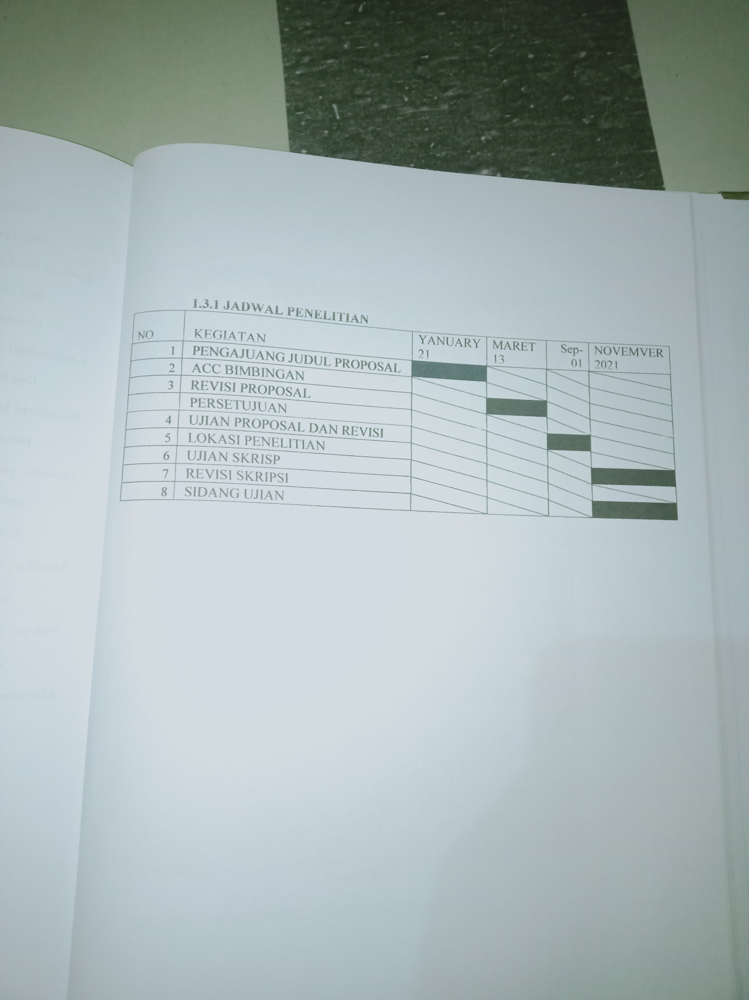 1.3.1 JADWAL PENELITIAN
NO KEGIATAN YANUARY 21 MARET 13 Sep-01 NOVEMVER 2021
1 PENGAJUANG JUDUL PROPOSAL
2 ACC BIMBINGAN
3 REVISI PROPOSAL
PERSETUJUAN
4 UJIAN PROPOSAL DAN REVISI
5 LOKASI PENELITIAN
6 UJIAN SKRISP
7 REVISI SKRIPSI
8 SIDANG UJIAN